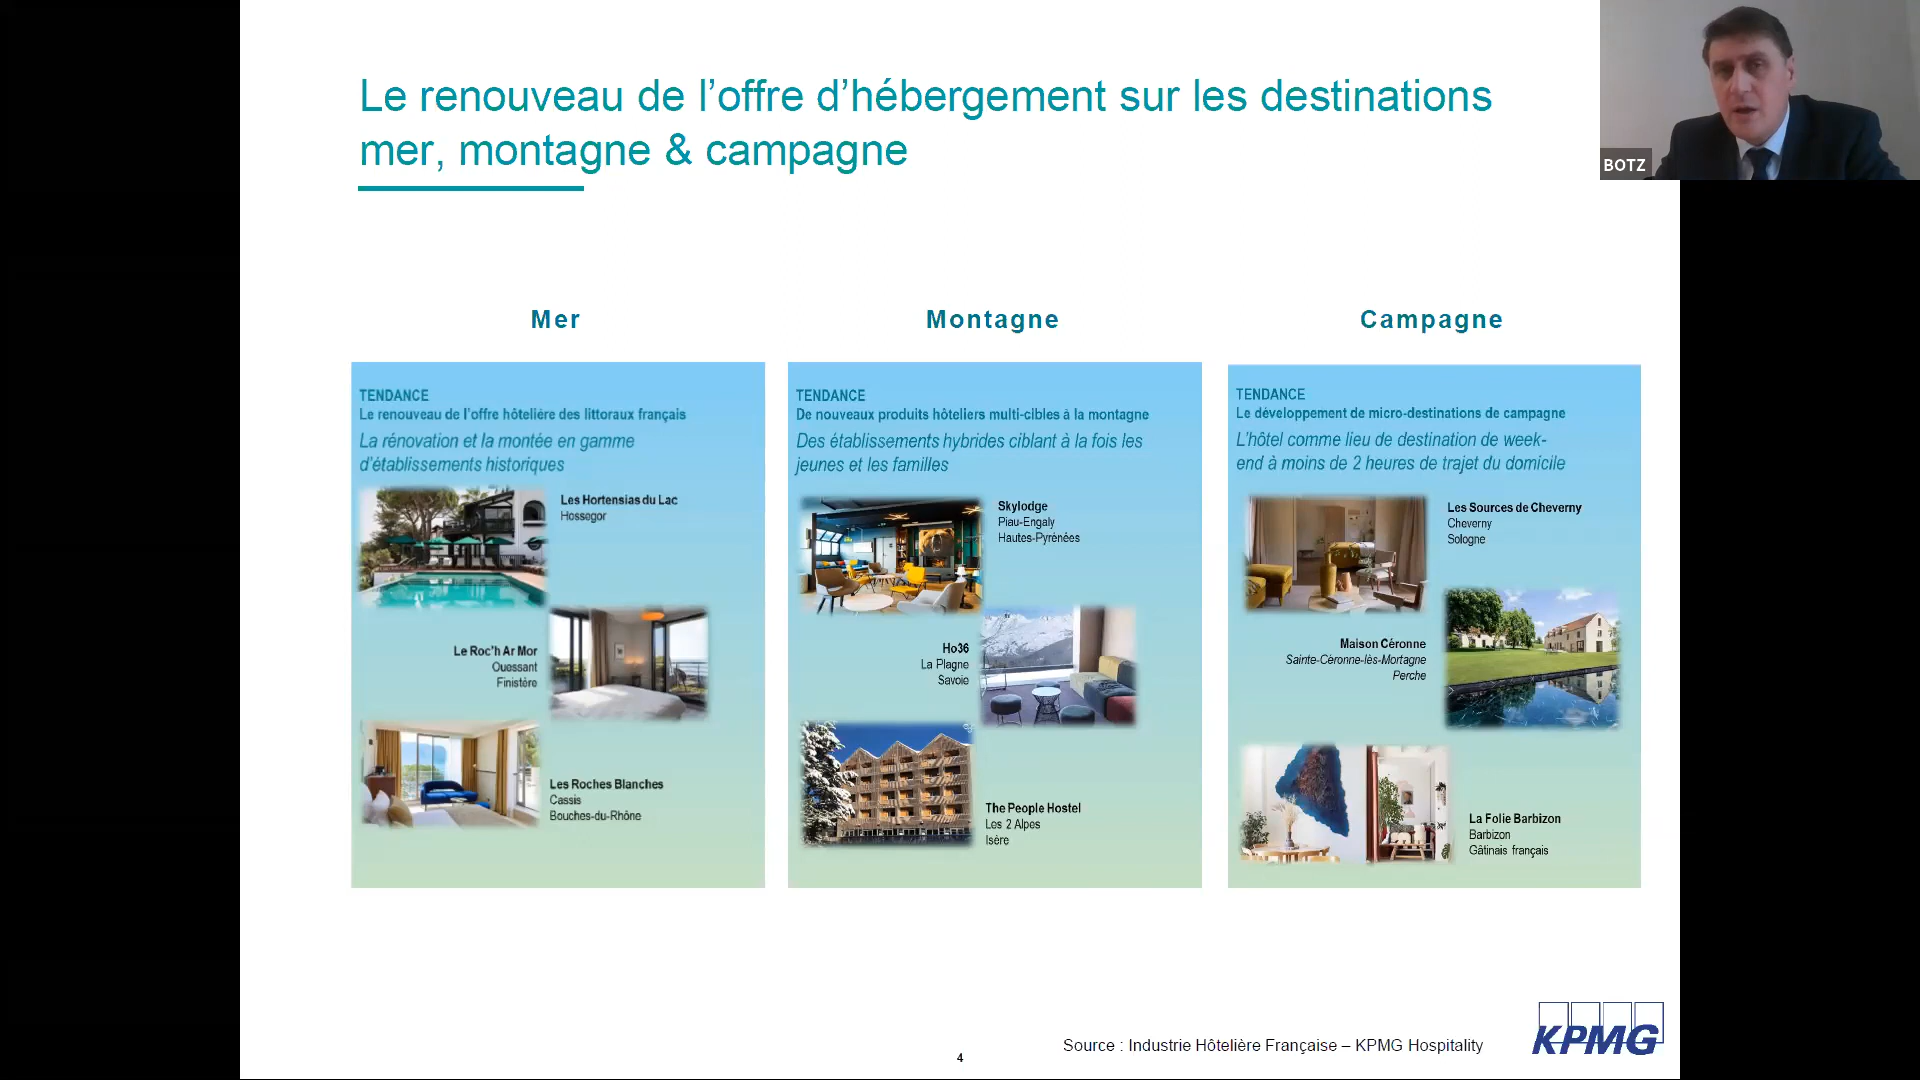 Le renouveau de l’offre d’hébergement sur les destinations
mer, montagne & campagne
BOTZ
Mer
TENDANCE
Le renouveau de l’offre hôtelière des littoraux français
La rénovation et la montée en gamme
d’établissements historiques
Les Hortensias du Lac
Hossegor
Le Roc’h Ar Mor
Ouessant
Finistère
Les Roches Blanches
Cassis
Bouches-du-Rhône
Montagne
TENDANCE
De nouveaux produits hôteliers multi-cibles à la montagne
Des établissements hybrides ciblant à la fois les
jeunes et les familles
Skylodge
Piau-Engaly
Hautes-Pyrénées
Ho36
La Plagne
Savoie
The People Hostel
Les 2 Alpes
Isère
Campagne
TENDANCE
Le développement de micro-destinations de campagne
L’hôtel comme lieu de destination de week-
end à moins de 2 heures de trajet du domicile
Les Sources de Cheverny
Cheverny
Sologne
Maison Céronne
Sainte-Céronne-lès-Mortagne
Perche
La Folie Barbizon
Barbizon
Gâtinais français
Source : Industrie Hôtelière Française – KPMG Hospitality
KPMG
4